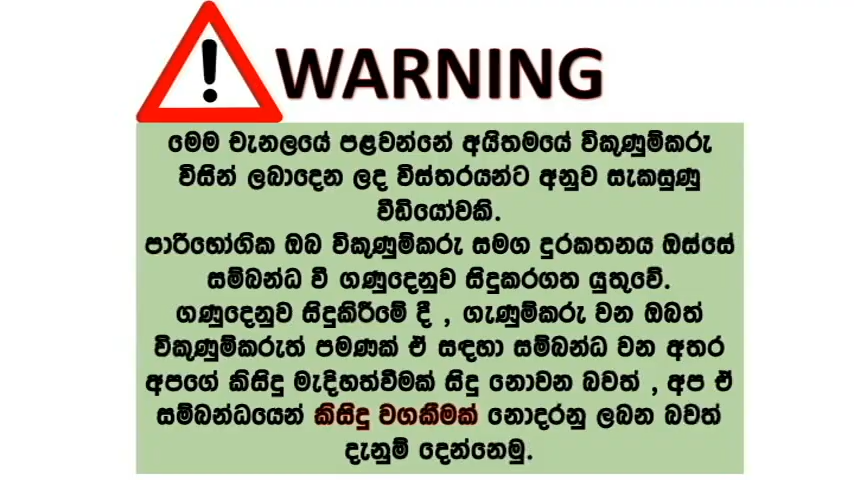 WARNING
මෙම චැනලයේ පළවන්නේ අයිතමයේ විකුණුම්කරු
විසින් ලබාදෙන ලද විස්තරයන්ට අනුව සැකසුණු
වීඩියෝවකි.
පාරිභෝගික ඔබ විකුණුම්කරු සමග දුරකතනය ඔස්සේ
සම්බන්ධ වී ගණුදෙනුව සිදුකරගත යුතුවේ.
ගණුදෙනුව සිදුකිරීමේ දී , ගැණුම්කරු වන ඔබත්
විකුණුම්කරුත් පමණක් ඒ සඳහා සම්බන්ධ වන අතර
අපගේ කිසිදු මැදිහත්වීමක් සිදු නොවන බවත් , අප ඒ
සම්බන්ධයෙන් කිසිදු වගකීමක් නොදරනු ලබන බවත්
දැනුම් දෙන්නෙමු.